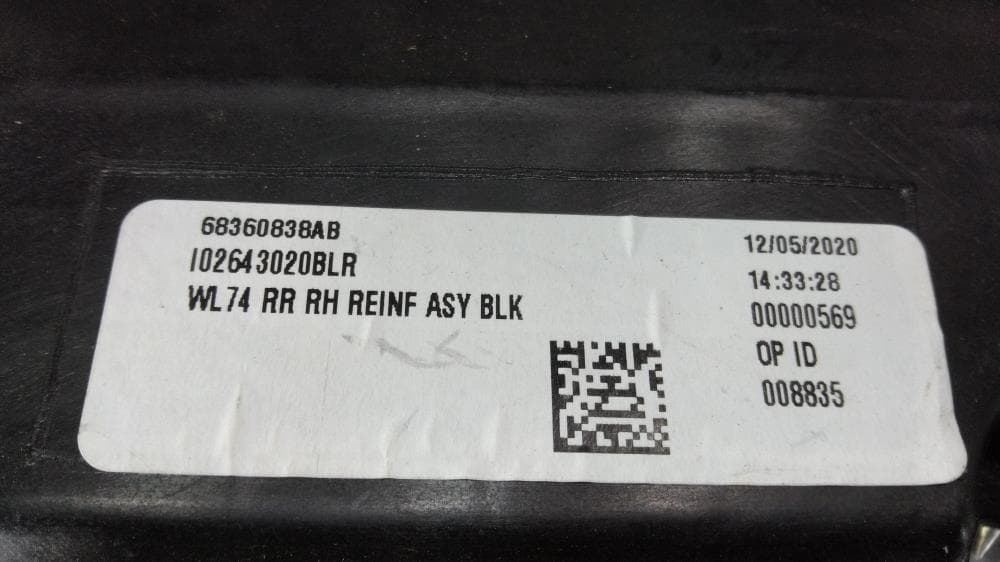 68360838AB
I02643020BLR
WL74 RR RH REINF ASY BLK
12/05/2020
14:33:28
00000569
OP ID
008835